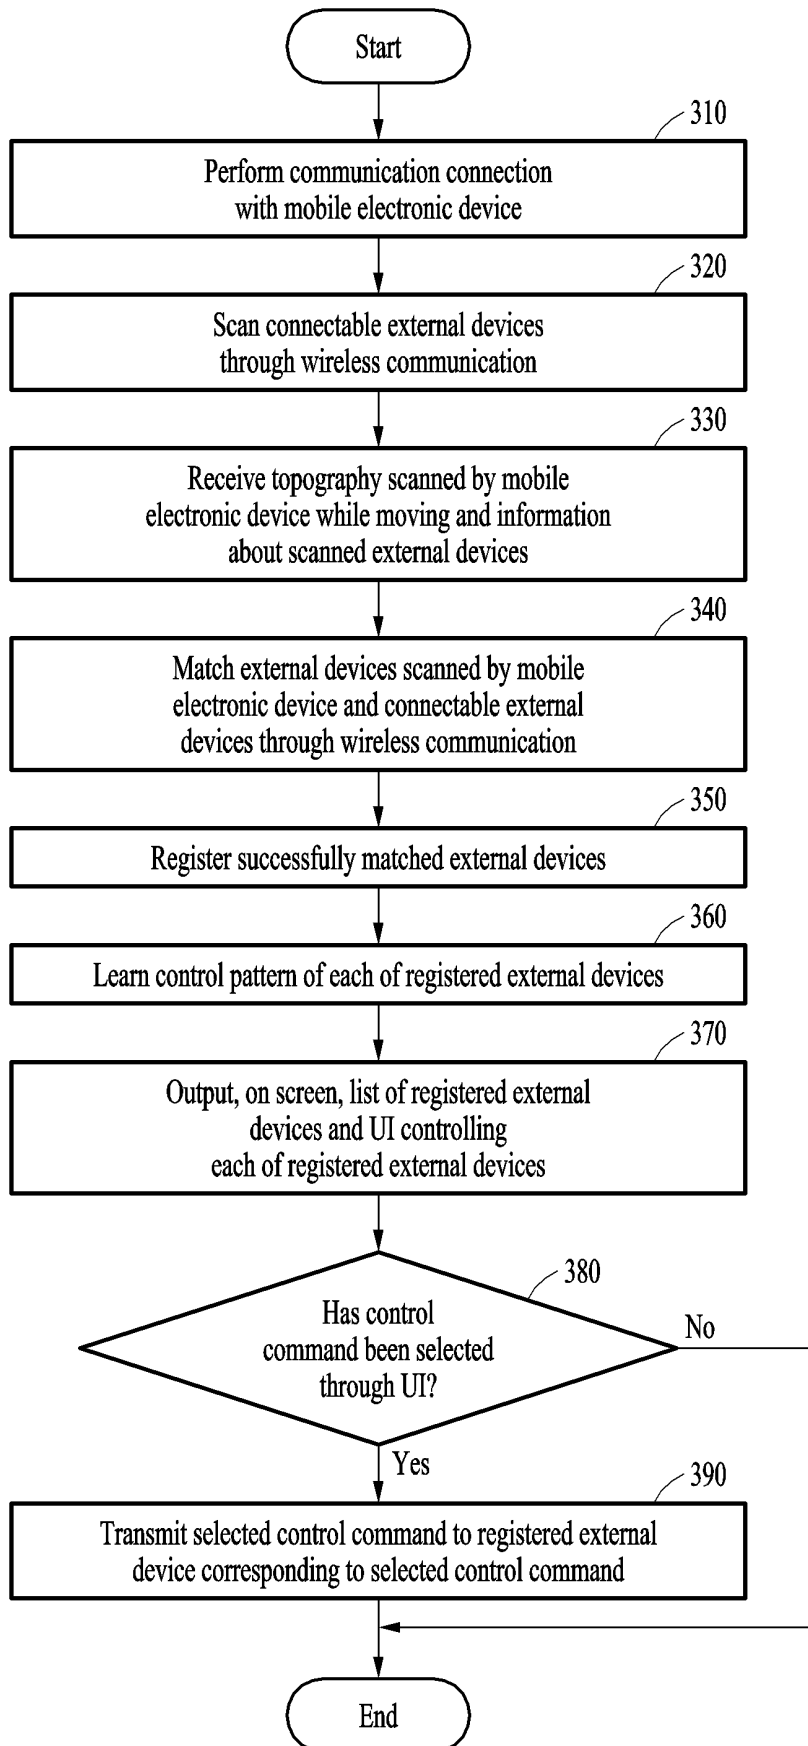 Start
310
Perform communication connection
with mobile electronic device
320
Scan connectable external devices
through wireless communication
330
Receive topography scanned by mobile
electronic device while moving and information
about scanned external devices
340
Match external devices scanned by mobile
electronic device and connectable external
devices through wireless communication
350
Register successfully matched external devices
360
Learn control pattern of each of registered external devices
370
Output, on screen, list of registered external
devices and UI controlling
each of registered external devices
380
Has control
command been selected
through UI?
No
Yes
390
Transmit selected control command to registered external
device corresponding to selected control command
End